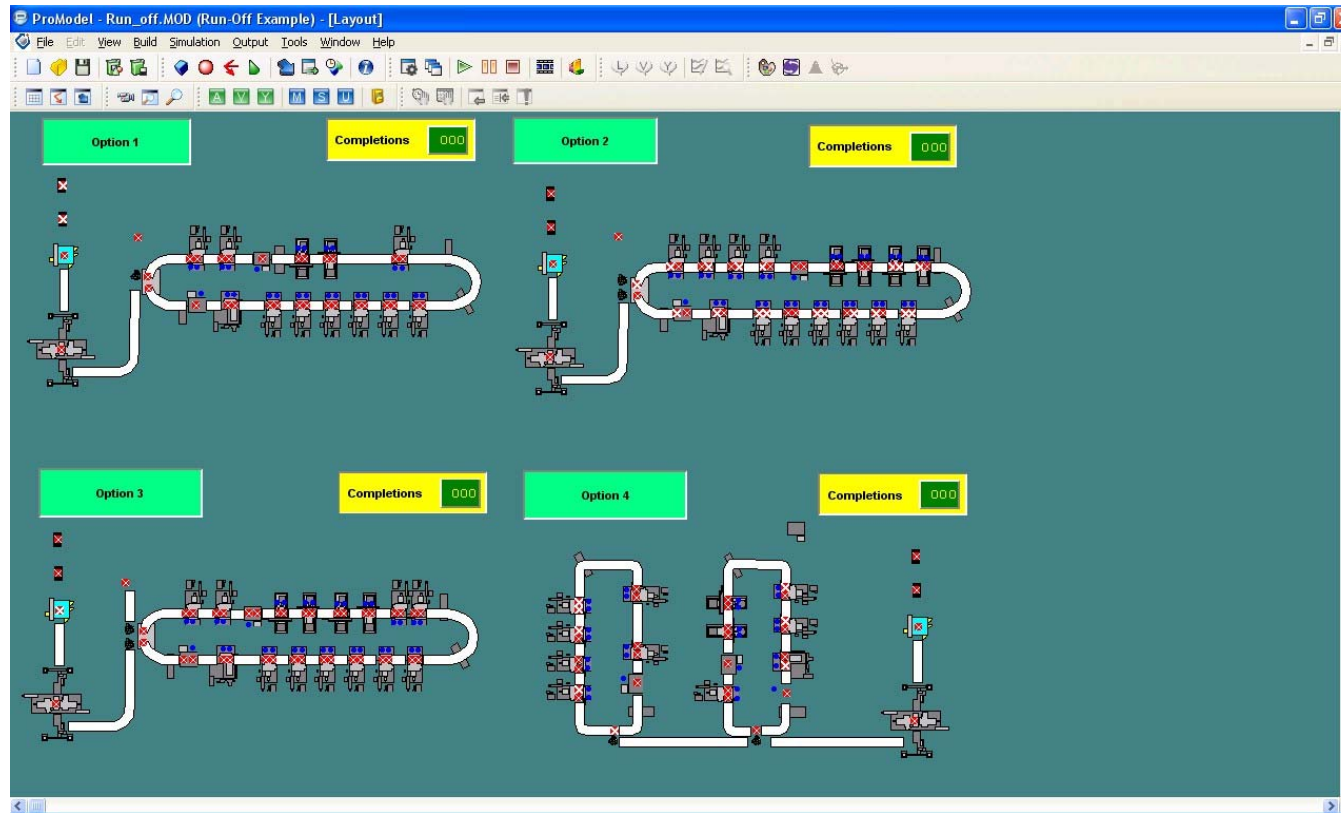 ProModel - Run_off.MOD (Run-Off Example) - [Layout]
File Edit View Build Simulation Output Tools Window Help
A V Y M S U
Option 1
Completions 000
Option 2
Completions 000
Option 3
Completions 000
Option 4
Completions 000